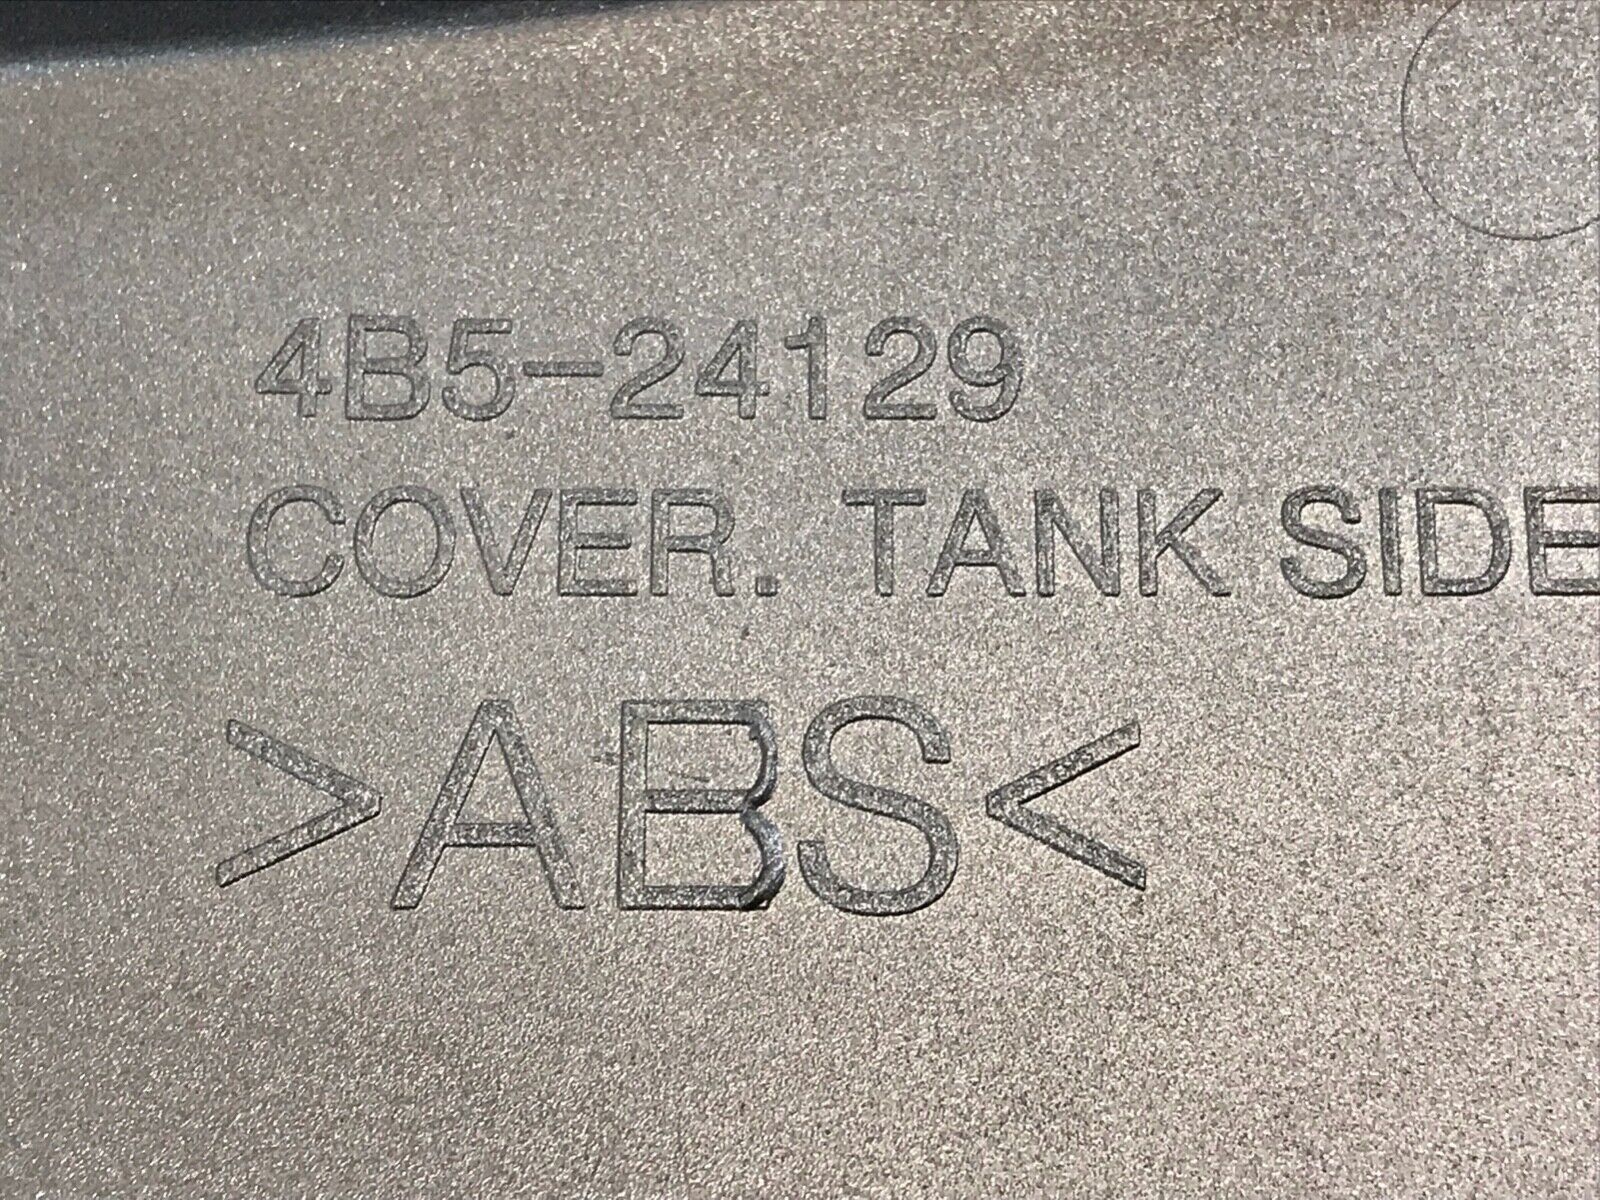 4B5-24129
COVER. TANK SIDE
>ABS<